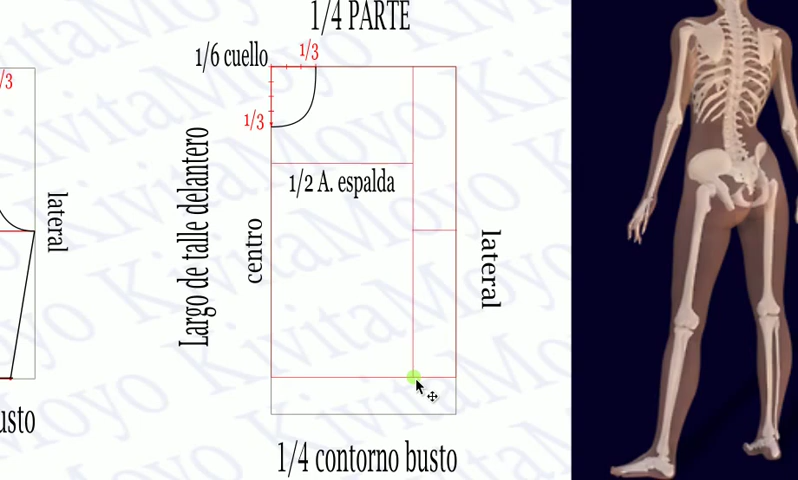 1/4 PARTE
1/6 cuello
1/3
1/3
/3
1/2 A. espalda
Largo de talle delantero
centro
lateral
lateral
usto
1/4 contorno busto
KivitaMoyo